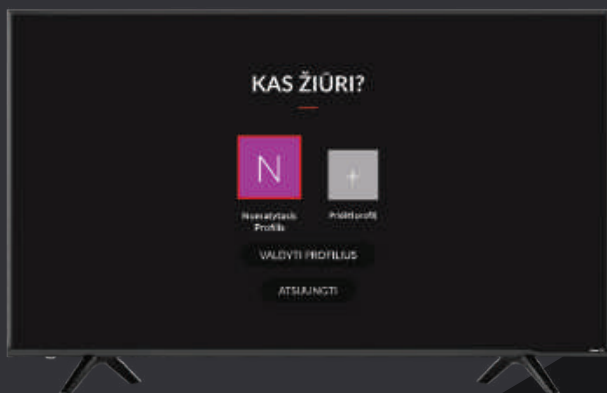 KAS ŽIŪRI?
N
+
Numatytasis
Profilis
Pridėti profilį
VALDYTI PROFILIUS
ATSIJUNGTI